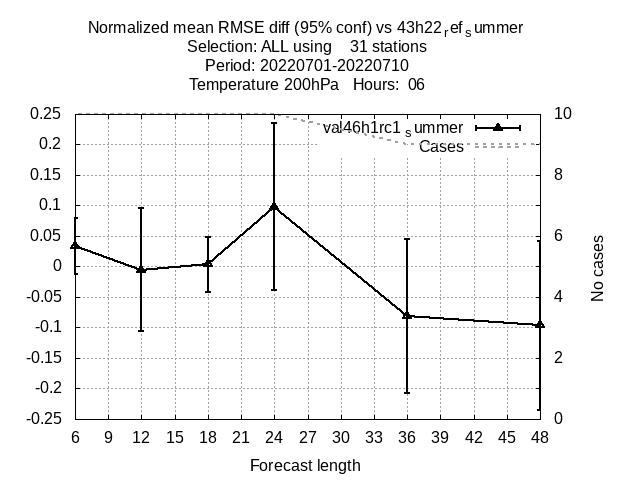 Normalized mean RMSE diff (95% conf) vs 43h22refsummer
Selection: ALL using 31 stations
Period: 20220701-20220710
Temperature 200hPa Hours: 06
val46h1rc1summer
Cases
0.25
0.2
0.15
0.1
0.05
0
-0.05
-0.1
-0.15
-0.2
-0.25
10
8
6
4
2
0
No cases
6 9 12 15 18 21 24 27 30 33 36 39 42 45 48
Forecast length